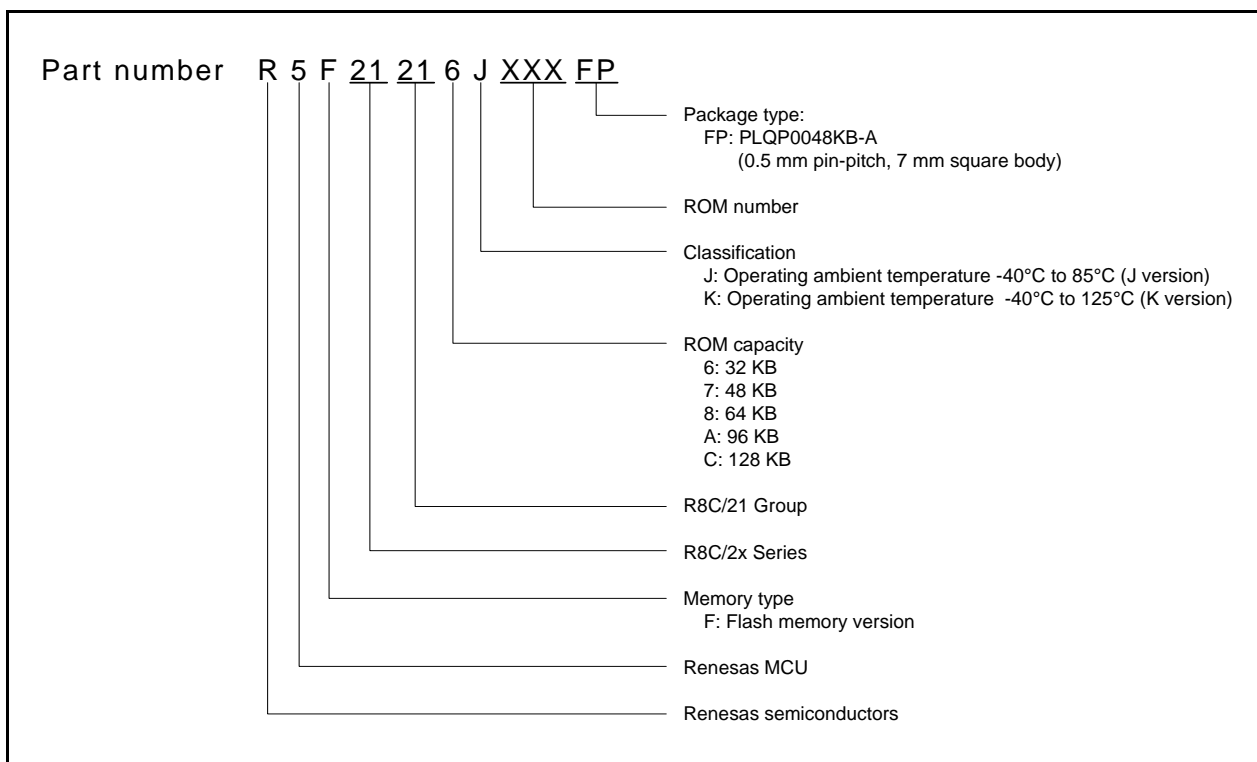 Part number R 5 F 21 21 6 J XXX FP
Package type:
FP: PLQP0048KB-A
(0.5 mm pin-pitch, 7 mm square body)
ROM number
Classification
J: Operating ambient temperature -40°C to 85°C (J version)
K: Operating ambient temperature -40°C to 125°C (K version)
ROM capacity
6: 32 KB
7: 48 KB
8: 64 KB
A: 96 KB
C: 128 KB
R8C/21 Group
R8C/2x Series
Memory type
F: Flash memory version
Renesas MCU
Renesas semiconductors